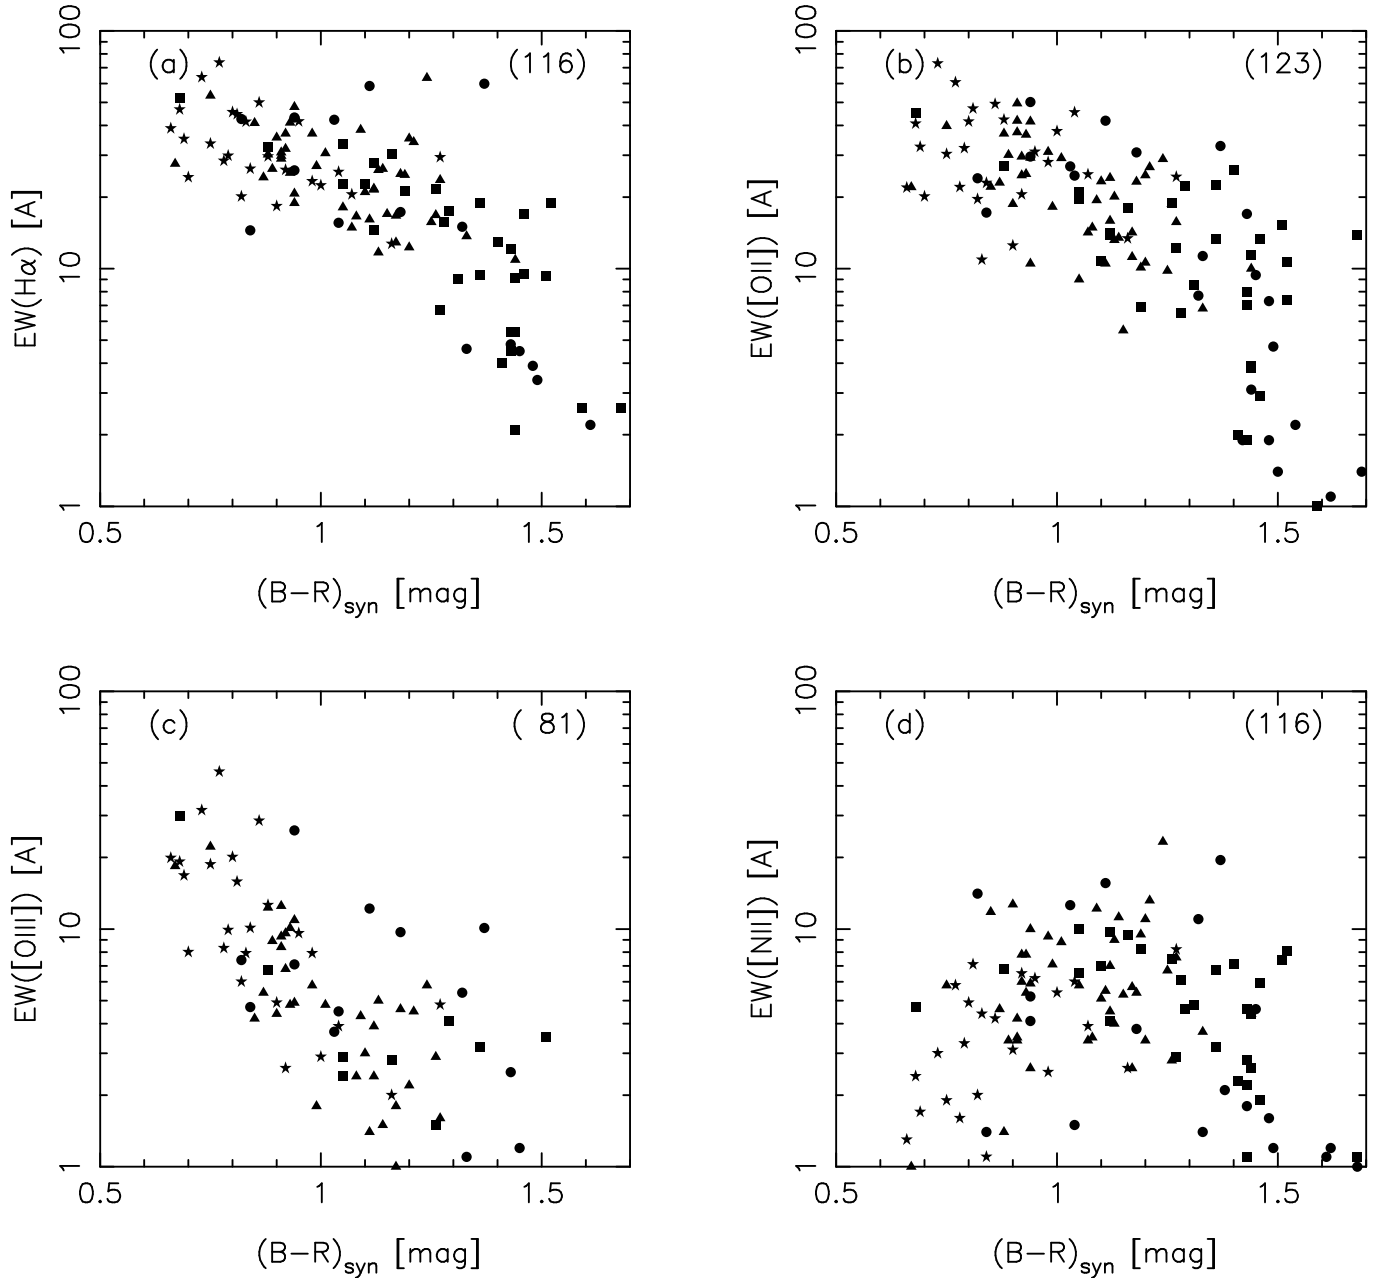 (a) (116)
100
10
1
EW(Hα) [A]
0.5 1 1.5
(B−R)syn [mag]
(b) (123)
100
10
1
EW([OII]) [A]
0.5 1 1.5
(B−R)syn [mag]
(c) ( 81)
100
10
1
EW([OIII]) [A]
0.5 1 1.5
(B−R)syn [mag]
(d) (116)
100
10
1
EW([NII]) [A]
0.5 1 1.5
(B−R)syn [mag]